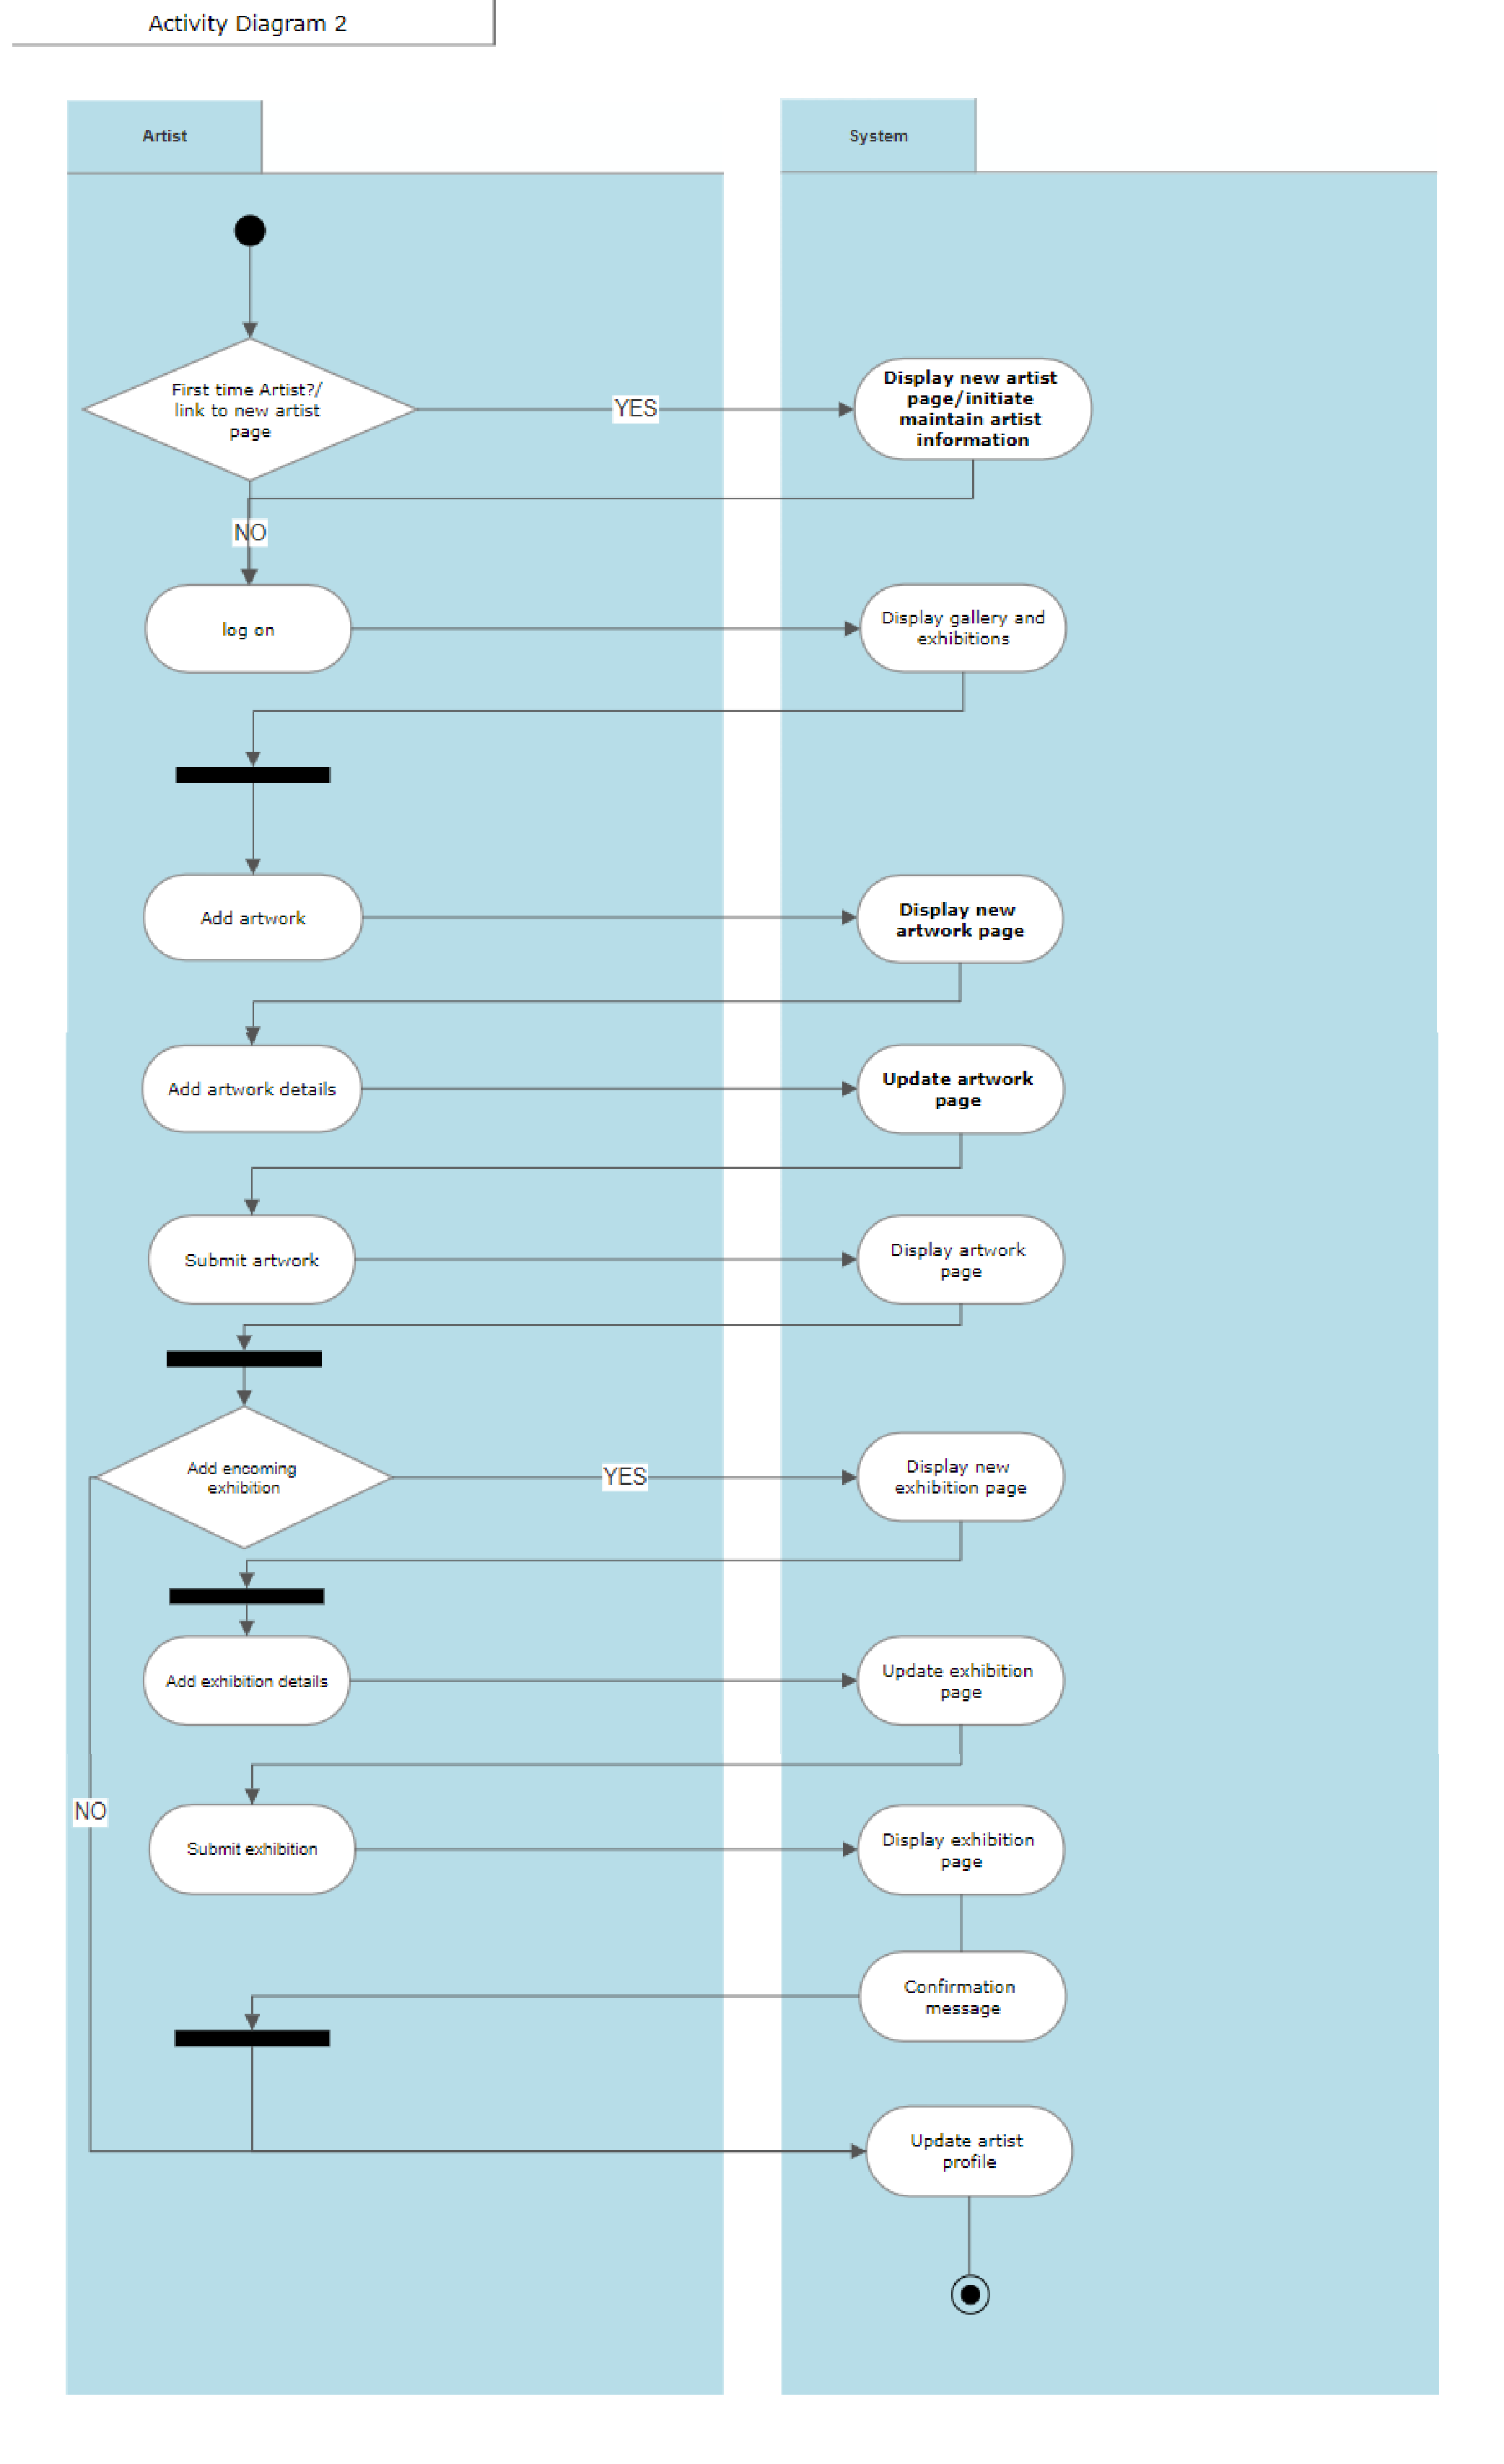 Activity Diagram 2
Artist
System
First time Artist?/
link to new artist
page
YES
Display new artist
page/initiate
maintain artist
information
NO
log on
Display gallery and
exhibitions
Add artwork
Display new
artwork page
Add artwork details
Update artwork
page
Submit artwork
Display artwork
page
Add encoming
exhibition
YES
Display new
exhibition page
Add exhibition details
Update exhibition
page
NO
Submit exhibition
Display exhibition
page
Confirmation
message
Update artist
profile